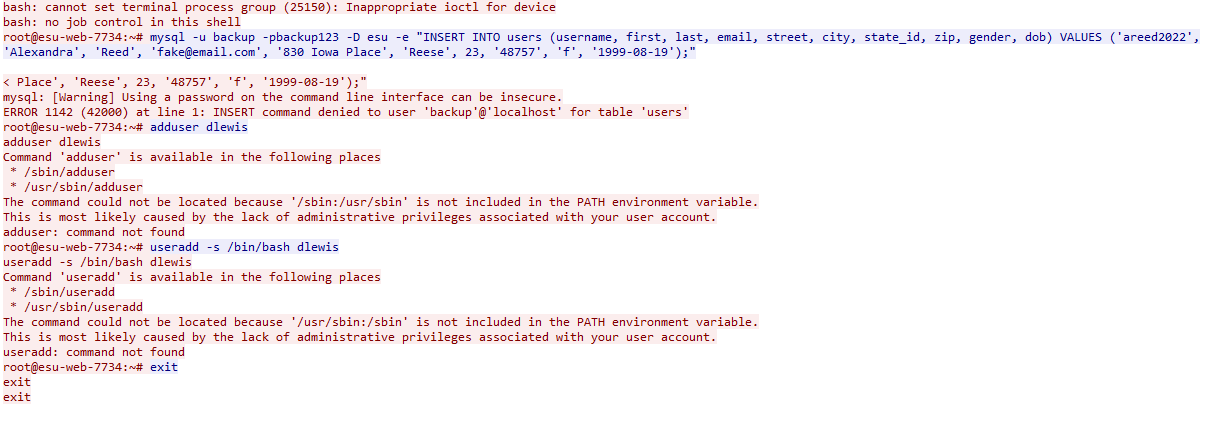 bash: cannot set terminal process group (25150): Inappropriate ioctl for device
bash: no job control in this shell
root@esu-web-7734:~# mysql -u backup -pbackup123 -D esu -e "INSERT INTO users (username, first, last, email, street, city, state_id, zip, gender, dob) VALUES ('areed2022',
'Alexandra', 'Reed', 'fake@email.com', '830 Iowa Place', 'Reese', 23, '48757', 'f', '1999-08-19');"
< Place', 'Reese', 23, '48757', 'f', '1999-08-19');"
mysql: [Warning] Using a password on the command line interface can be insecure.
ERROR 1142 (42000) at line 1: INSERT command denied to user 'backup'@'localhost' for table 'users'
root@esu-web-7734:~# adduser dlewis
adduser dlewis
Command 'adduser' is available in the following places
 * /sbin/adduser
 * /usr/sbin/adduser
The command could not be located because '/sbin:/usr/sbin' is not included in the PATH environment variable.
This is most likely caused by the lack of administrative privileges associated with your user account.
adduser: command not found
root@esu-web-7734:~# useradd -s /bin/bash dlewis
useradd -s /bin/bash dlewis
Command 'useradd' is available in the following places
 * /sbin/useradd
 * /usr/sbin/useradd
The command could not be located because '/usr/sbin:/sbin' is not included in the PATH environment variable.
This is most likely caused by the lack of administrative privileges associated with your user account.
useradd: command not found
root@esu-web-7734:~# exit
exit
exit